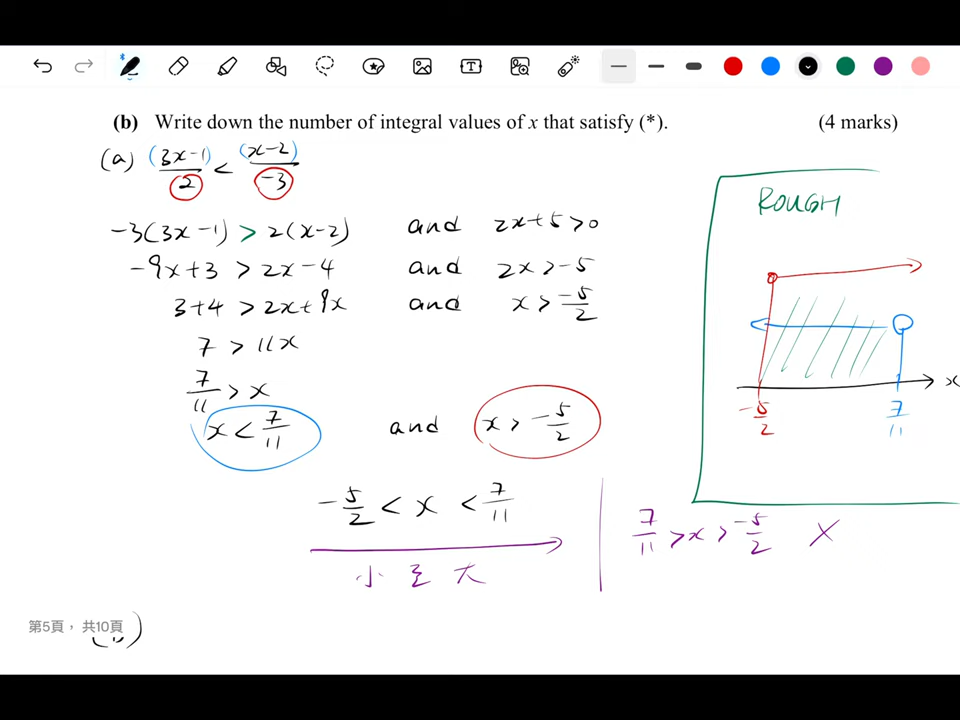 (b) Write down the number of integral values of x that satisfy (*). (4 marks)
(a) (3x-1)/2 < (x-2)/-3
-3(3x-1) > 2(x-2) and 2x+5>0
-9x+3 > 2x-4 and 2x>-5
3+4 > 2x+9x and x > -5/2
7 > 11x
7/11 > x
x < 7/11 and x > -5/2
-5/2 < x < 7/11
小至大
7/11 > x > -5/2 X
ROUGH
x
-5/2 7/11
第5頁，共10頁